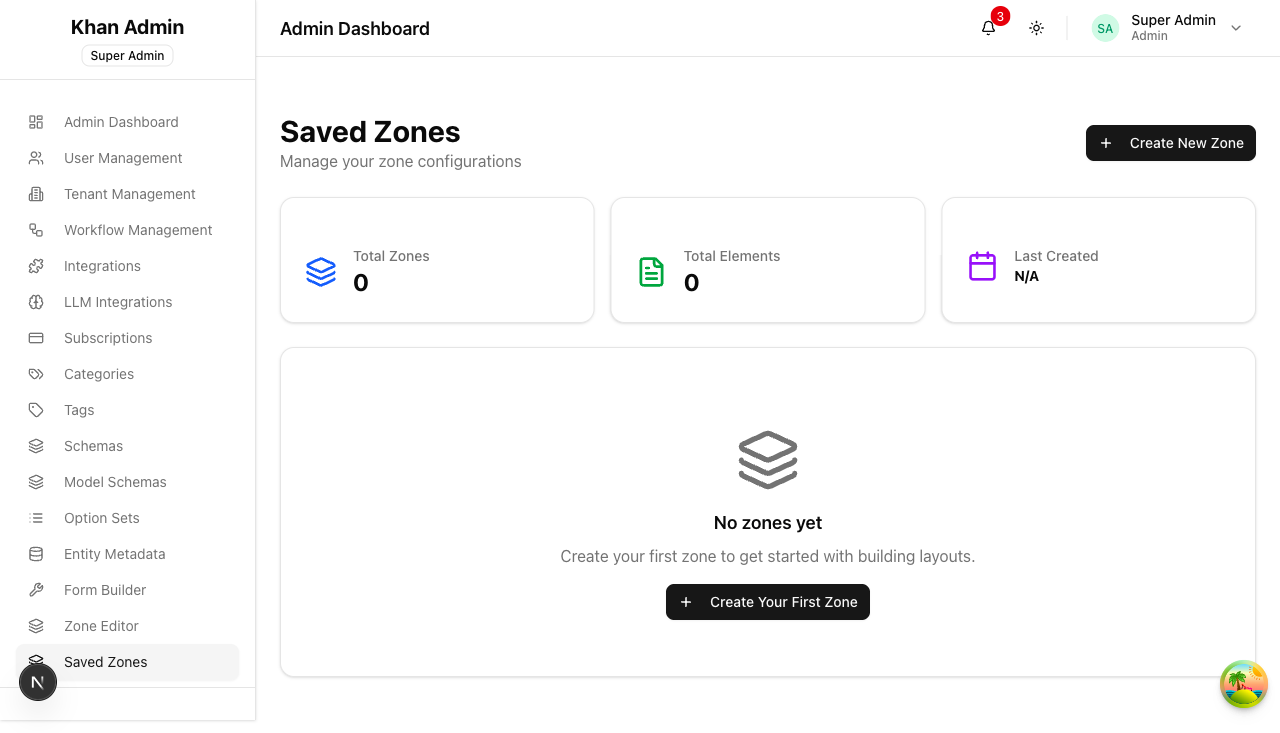 Khan Admin
Super Admin
Admin Dashboard
User Management
Tenant Management
Workflow Management
Integrations
LLM Integrations
Subscriptions
Categories
Tags
Schemas
Model Schemas
Option Sets
Entity Metadata
Form Builder
Zone Editor
Saved Zones
N
Admin Dashboard
3
SA
Super Admin
Admin
Saved Zones
Manage your zone configurations
Create New Zone
Total Zones
0
Total Elements
0
Last Created
N/A
No zones yet
Create your first zone to get started with building layouts.
Create Your First Zone